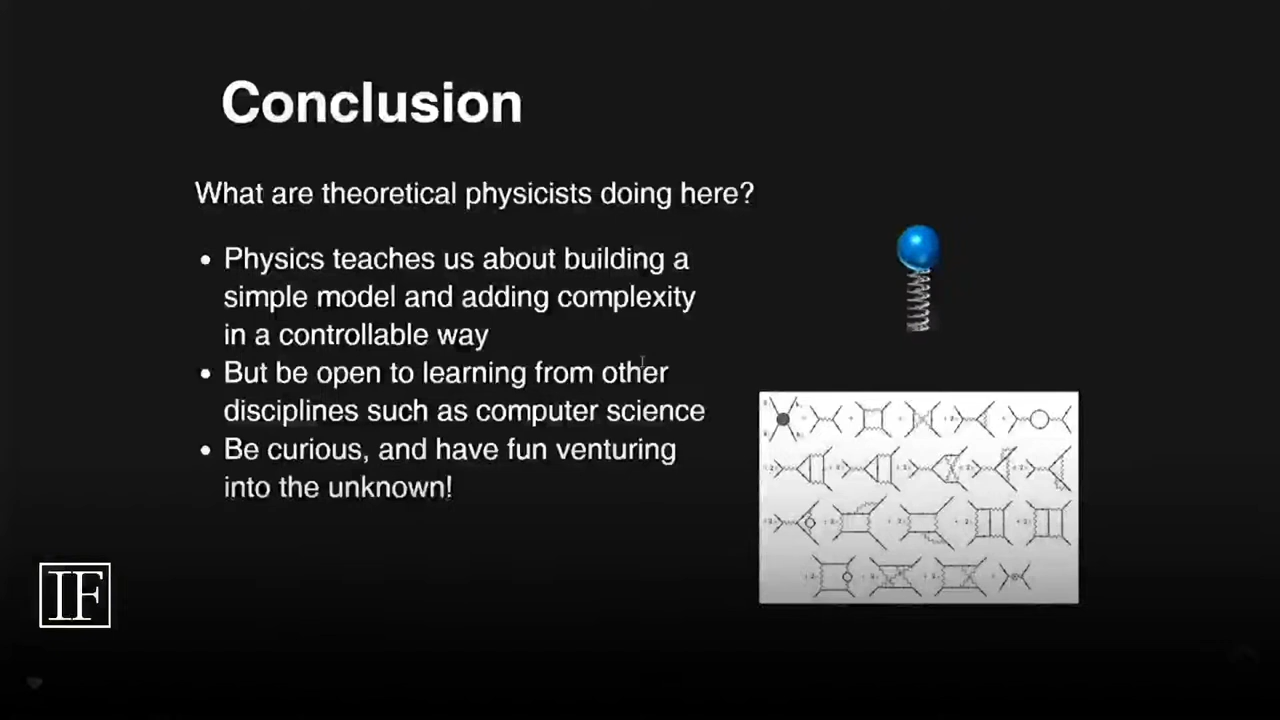 Conclusion
What are theoretical physicists doing here?
• Physics teaches us about building a
simple model and adding complexity
in a controllable way
• But be open to learning from other
disciplines such as computer science
• Be curious, and have fun venturing
into the unknown!
IF